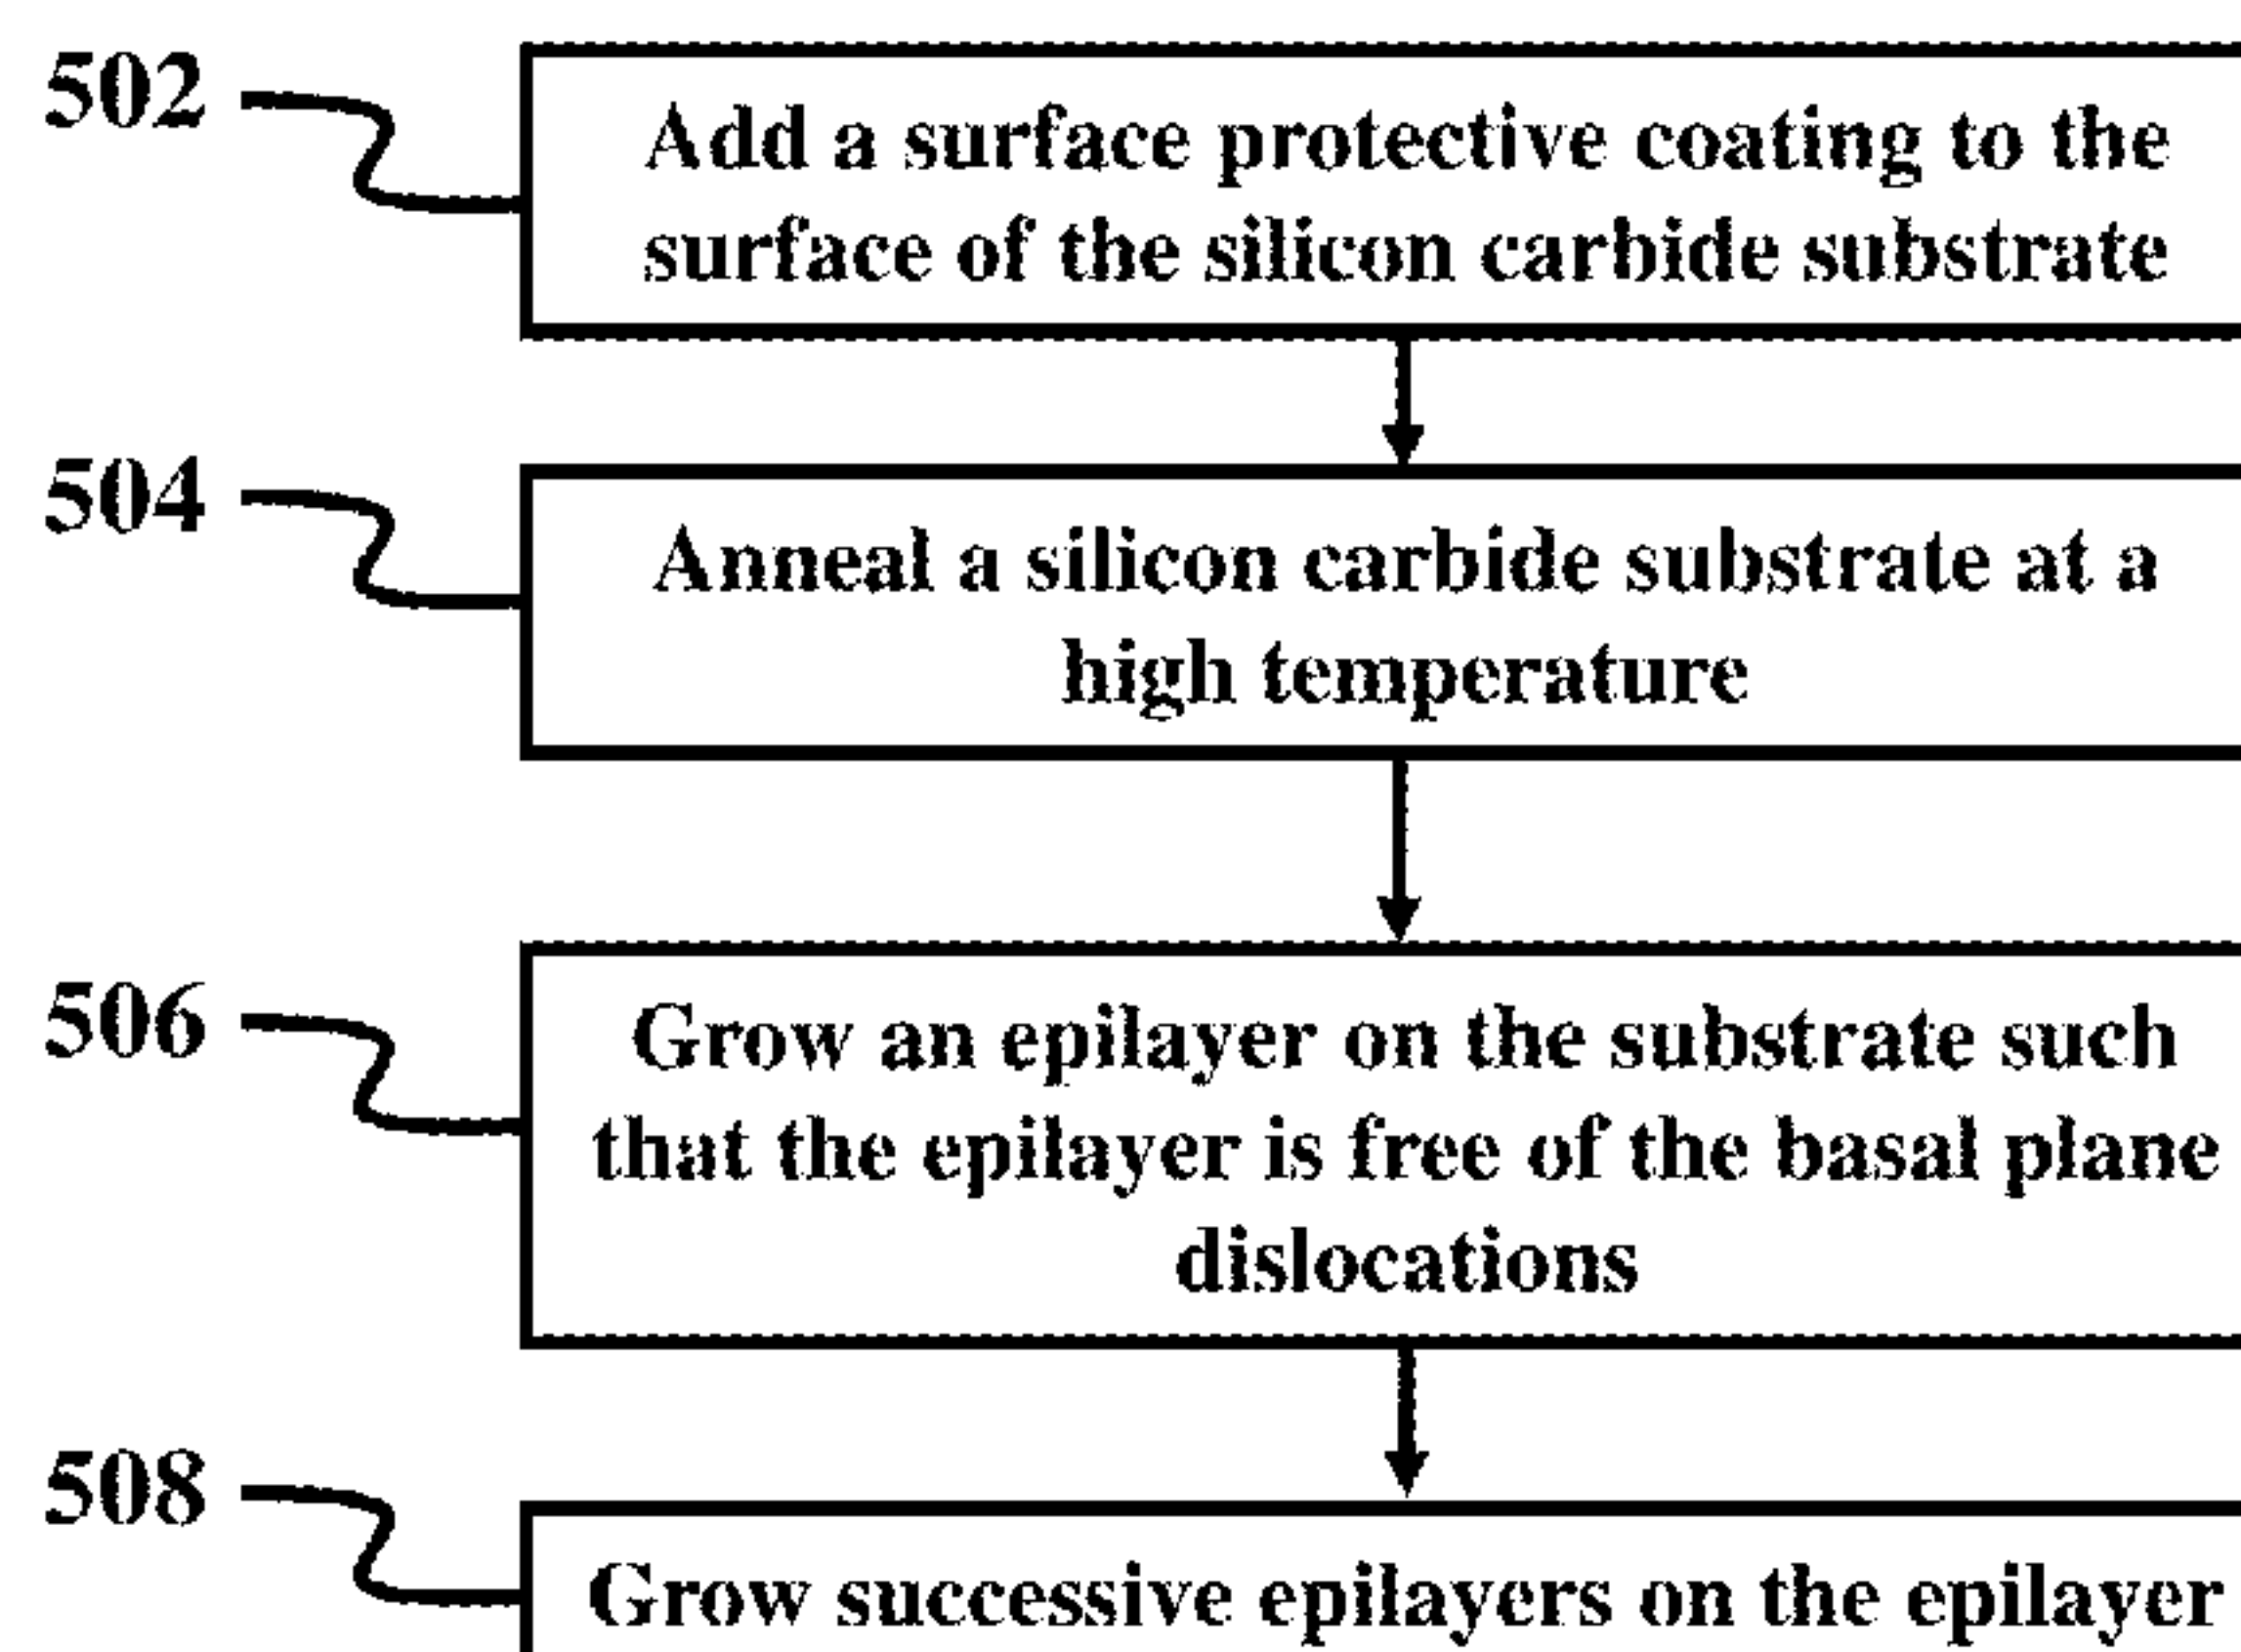 502
Add a surface protective coating to the
surface of the silicon carbide substrate
504
Anneal a silicon carbide substrate at a
high temperature
506
Grow an epilayer on the substrate such
that the epilayer is free of the basal plane
dislocations
508
Grow successive epilayers on the epilayer